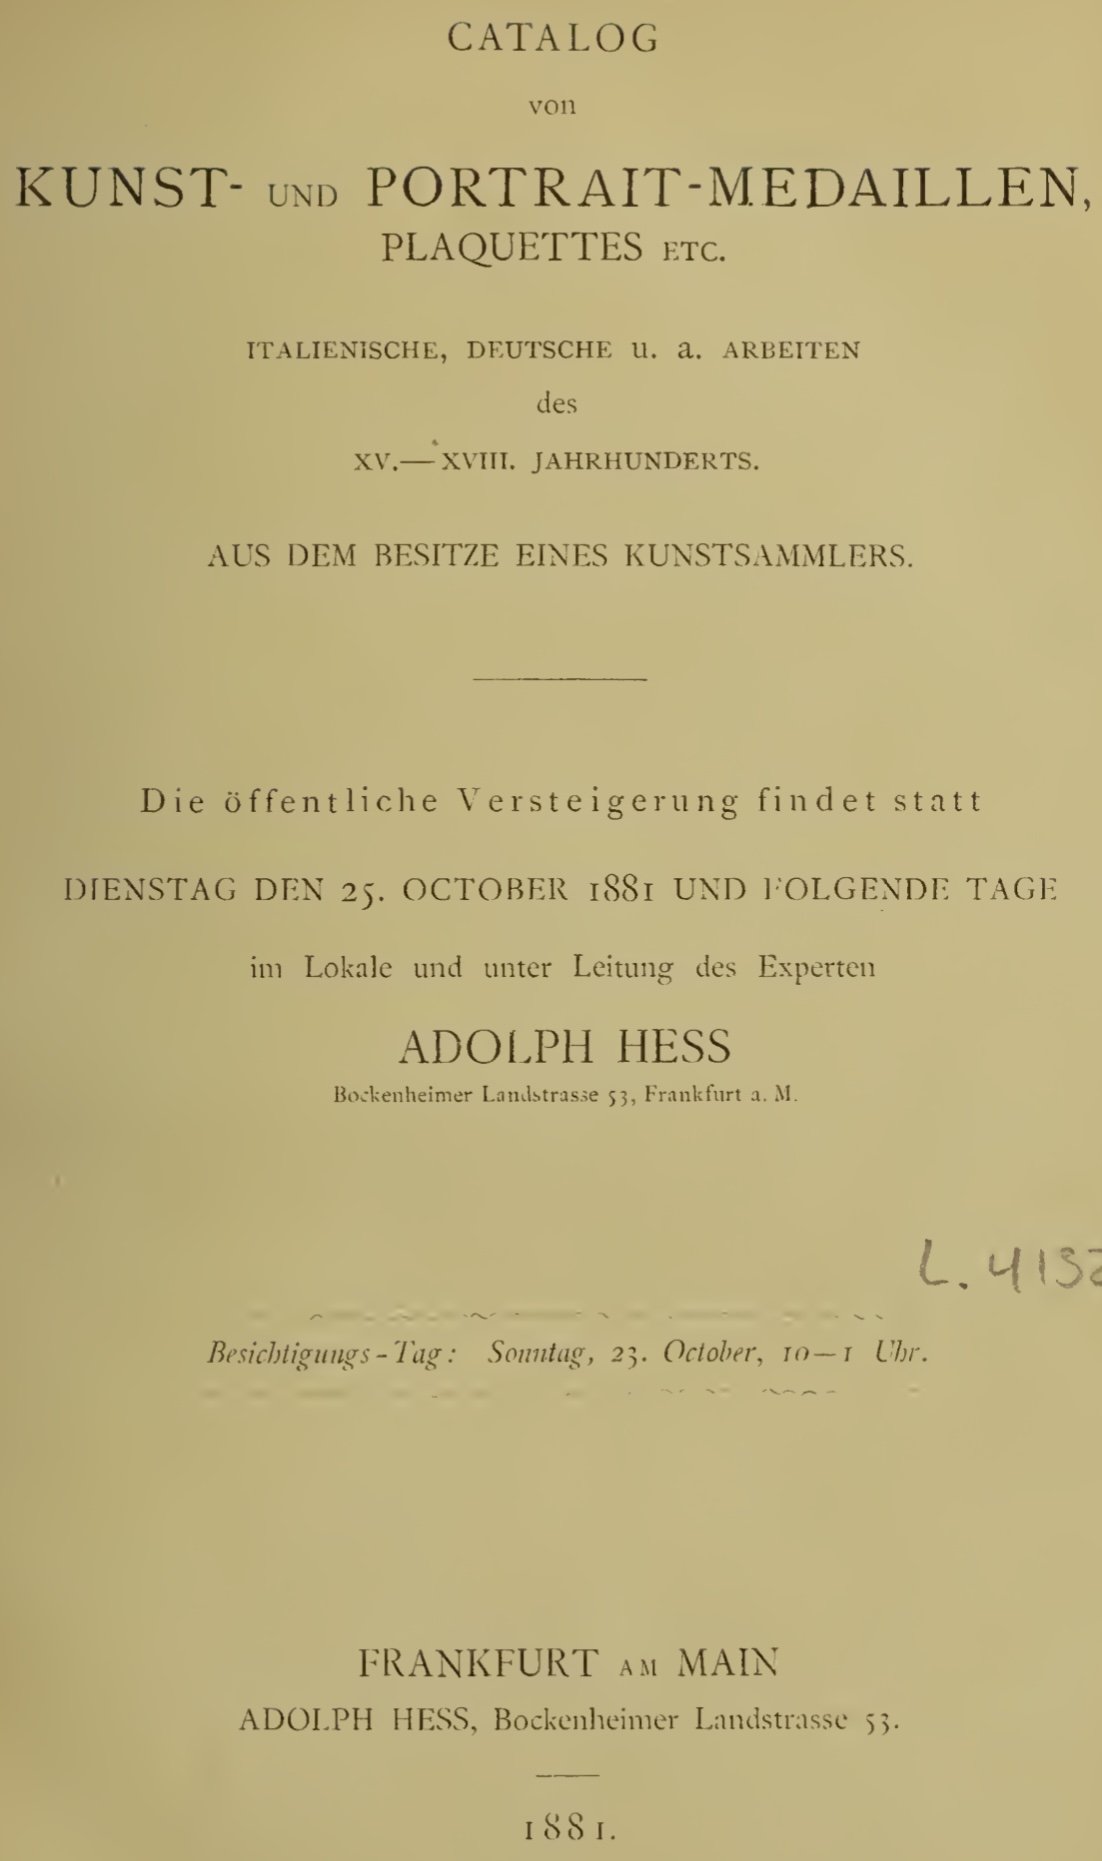 CATALOG
von
KUNST- UND PORTRAIT-MEDAILLEN,
PLAQUETTES ETC.
ITALIENISCHE, DEUTSCHE u. a. ARBEITEN
des
XV.—XVIII. JAHRHUNDERTS.
AUS DEM BESITZE EINES KUNSTSAMMLERS.
Die öffentliche Versteigerung findet statt
DIENSTAG DEN 25. OCTOBER 1881 UND FOLGENDE TAGE
im Lokale und unter Leitung des Experten
ADOLPH HESS
Bockenheimer Landstrasse 53, Frankfurt a. M.
L. 413
Besichtigungs-Tag: Sonntag, 23. October, 10—1 Uhr.
FRANKFURT AM MAIN
ADOLPH HESS, Bockenheimer Landstrasse 53.
1881.